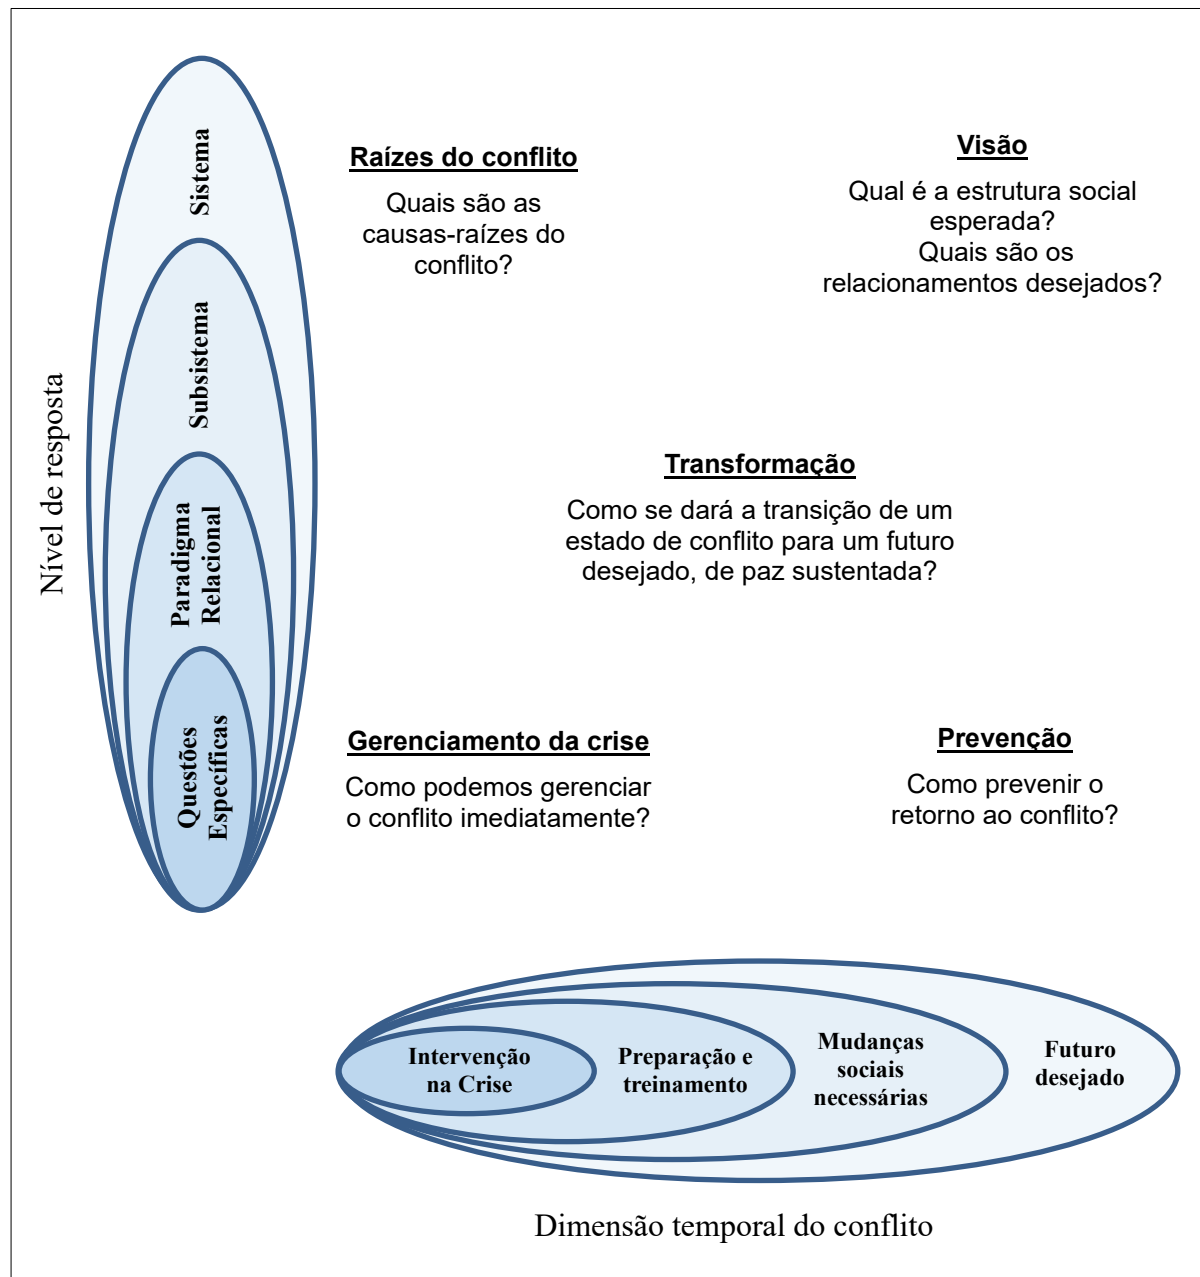 Nível de resposta
Sistema
Subsistema
Paradigma
Relacional
Questões
Específicas
Raízes do conflito
Quais são as
causas-raízes do
conflito?
Visão
Qual é a estrutura social
esperada?
Quais são os
relacionamentos desejados?
Transformação
Como se dará a transição de um
estado de conflito para um futuro
desejado, de paz sustentada?
Gerenciamento da crise
Como podemos gerenciar
o conflito imediatamente?
Prevenção
Como prevenir o
retorno ao conflito?
Intervenção
na Crise
Preparação e
treinamento
Mudanças
sociais
necessárias
Futuro
desejado
Dimensão temporal do conflito